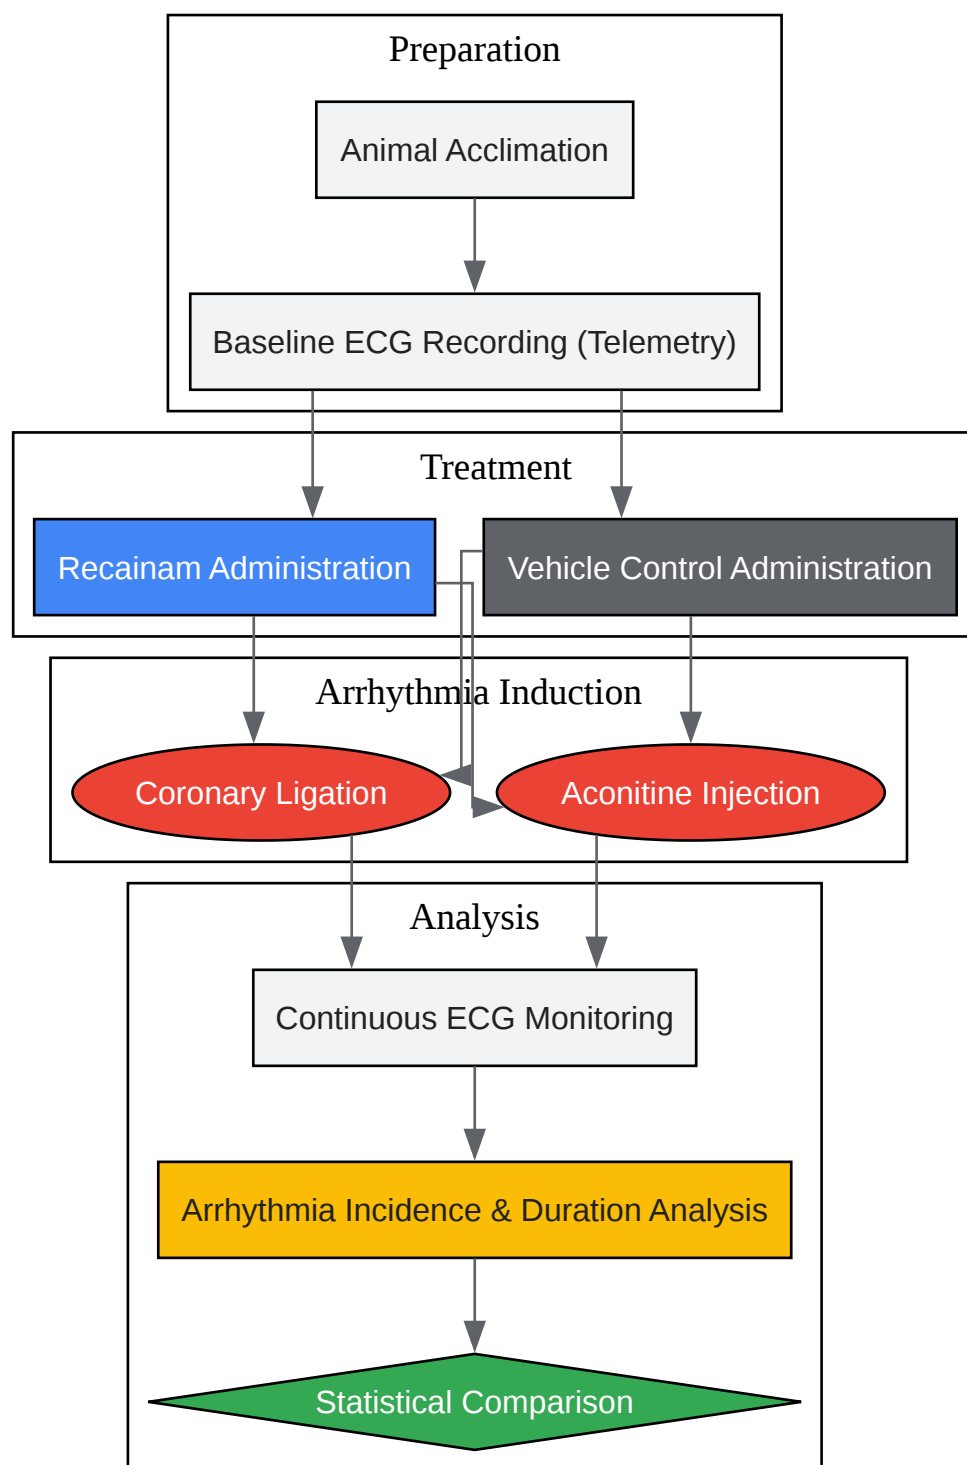 Preparation
Animal Acclimation
Baseline ECG Recording (Telemetry)
Treatment
Recainam Administration
Vehicle Control Administration
Arrhythmia Induction
Coronary Ligation
Aconitine Injection
Analysis
Continuous ECG Monitoring
Arrhythmia Incidence & Duration Analysis
Statistical Comparison